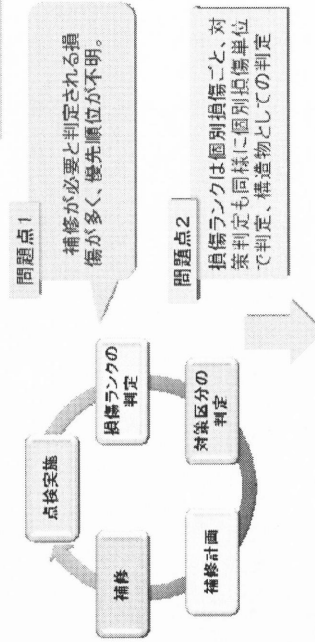 問題点1
補修が必要と判定される損
傷が多く、優先順位が不明。
問題点2
損傷ランクは個別損傷ごと、対
策判定も同様に個別損傷単位
で判定、構造物としての判定
点検実施
損傷ランクの
判定
対策区分の
判定
補修計画
補修